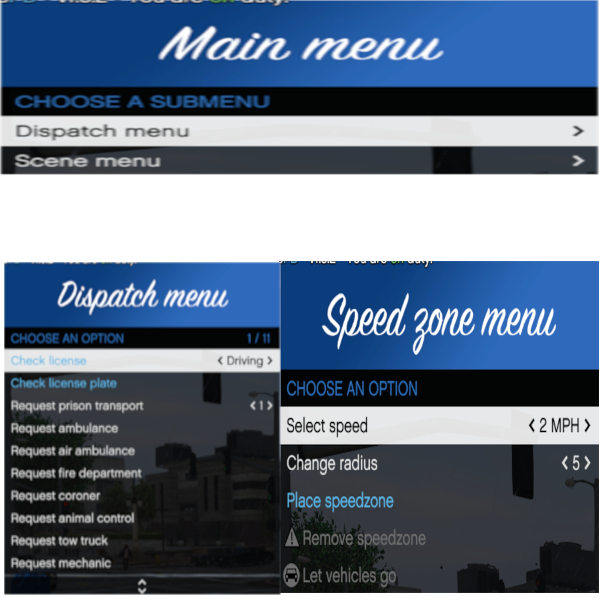 You are on duty.
Main menu
CHOOSE A SUBMENU
Dispatch menu >
Scene menu >
Dispatch menu
CHOOSE AN OPTION 1 / 11
Check license < Driving >
Check license plate
Request prison transport < 1 >
Request ambulance
Request air ambulance
Request fire department
Request coroner
Request animal control
Request tow truck
Request mechanic
You are on duty.
Speed zone menu
CHOOSE AN OPTION
Select speed < 2 MPH >
Change radius < 5 >
Place speedzone
Remove speedzone
Let vehicles go